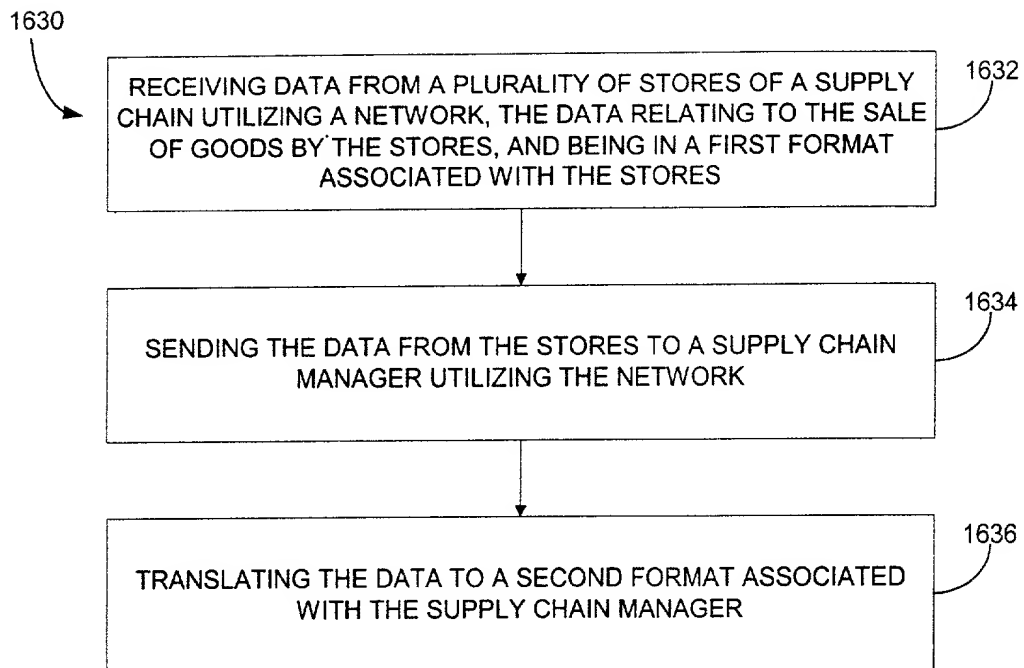 1630
RECEIVING DATA FROM A PLURALITY OF STORES OF A SUPPLY
CHAIN UTILIZING A NETWORK, THE DATA RELATING TO THE SALE
OF GOODS BY THE STORES, AND BEING IN A FIRST FORMAT
ASSOCIATED WITH THE STORES
1632
SENDING THE DATA FROM THE STORES TO A SUPPLY CHAIN
MANAGER UTILIZING THE NETWORK
1634
TRANSLATING THE DATA TO A SECOND FORMAT ASSOCIATED
WITH THE SUPPLY CHAIN MANAGER
1636